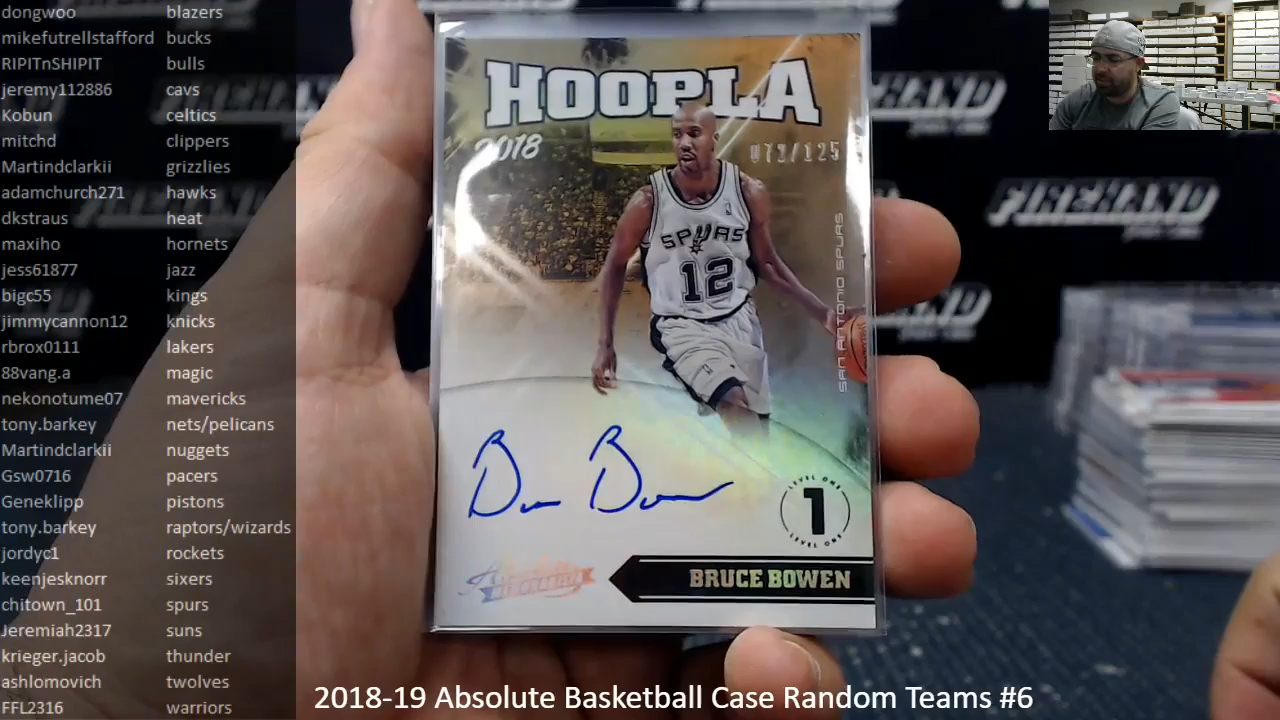 dongwoo blazers
mikefutrellstafford bucks
RIPITnSHIPIT bulls
jeremy112886 cavs
Kobun celtics
mitchd clippers
Martindclarkii grizzlies
adamchurch271 hawks
dkstraus heat
maxiho hornets
jess61877 jazz
bigc55 kings
jimmycannon12 knicks
rbrox0111 lakers
88vang.a magic
nekonotume07 mavericks
tony.barkey nets/pelicans
Martindclarkii nuggets
Gsw0716 pacers
Geneklipp pistons
tony.barkey raptors/wizards
jordyc1 rockets
keenjesknorr sixers
chitown_101 spurs
Jeremiah2317 suns
krieger.jacob thunder
ashlomovich twolves
FFL2316 warriors
HOOPLA
2018
/125
SPURS
12
SAN ANTONIO SPURS
LEVEL ONE
1
LEVEL ONE
Absolute
BRUCE BOWEN
FIREHAND
2018-19 Absolute Basketball Case Random Teams #6